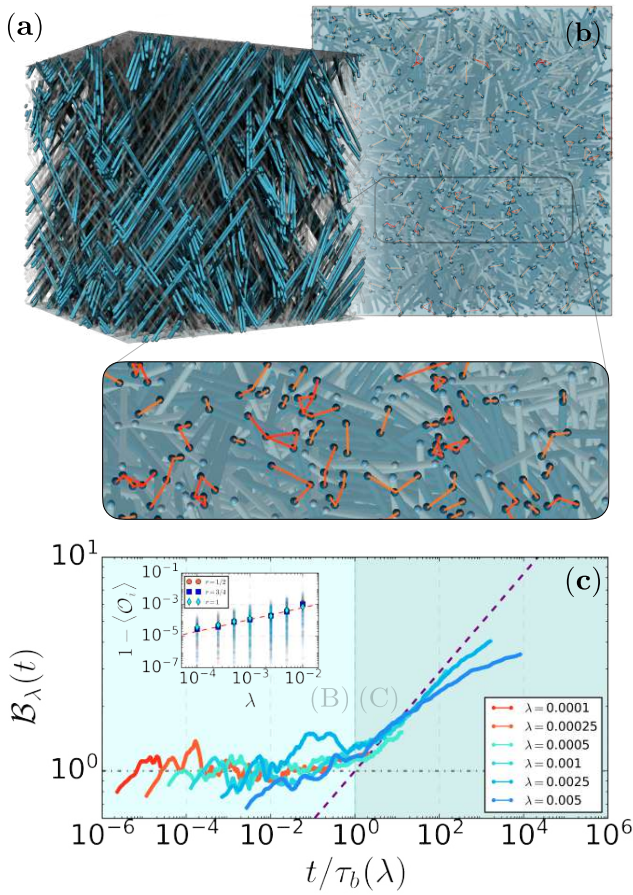 (a)
(b)
(c)
10^1
10^0
𝓑_λ(t)
10^-1
10^-3
10^-5
10^-7
1 − ⟨𝒪_i⟩
r=1/2
r=3/4
r=1
10^-4 10^-3 10^-2
λ
(B) (C)
λ=0.0001
λ=0.00025
λ=0.0005
λ=0.001
λ=0.0025
λ=0.005
10^-6 10^-4 10^-2 10^0 10^2 10^4 10^6
t/τ_b(λ)